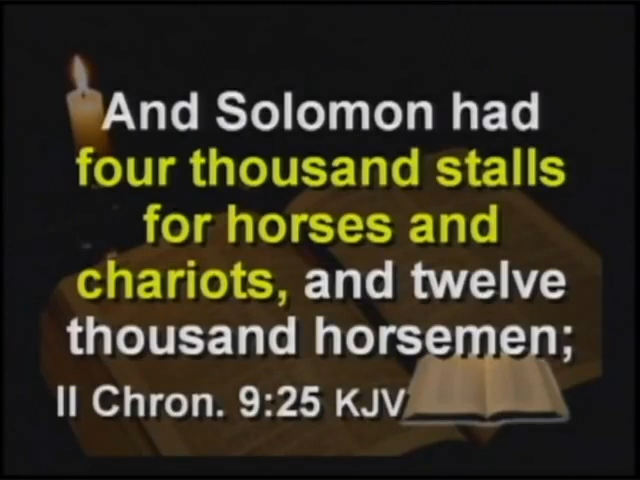 And Solomon had
four thousand stalls
for horses and
chariots, and twelve
thousand horsemen;
II Chron. 9:25 KJV